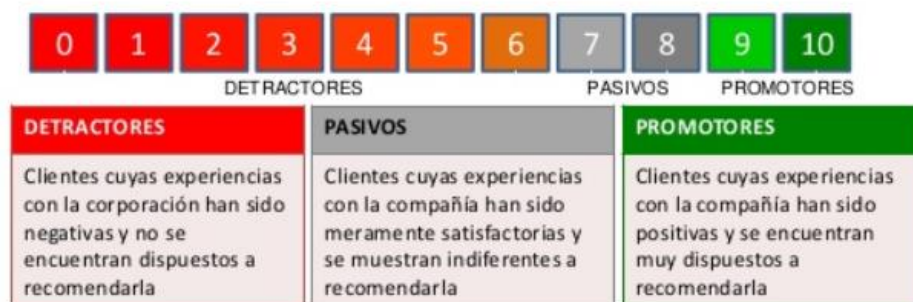 0 1 2 3 4 5 6 7 8 9 10
DETRACTORES PASIVOS PROMOTORES
DETRACTORES
Clientes cuyas experiencias
con la corporación han sido
negativas y no se
encuentran dispuestos a
recomendarla
PASIVOS
Clientes cuyas experiencias
con la compañía han sido
meramente satisfactorias y
se muestran indiferentes a
recomendarla
PROMOTORES
Clientes cuyas experiencias
con la compañía han sido
positivas y se encuentran
muy dispuestos a
recomendarla